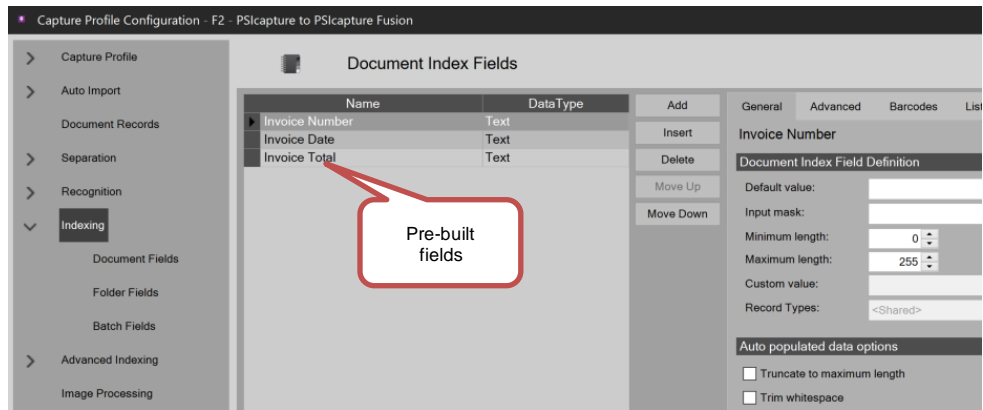 Capture Profile Configuration - F2 - PSIcapture to PSIcapture Fusion
Capture Profile
Auto Import
Document Records
Separation
Recognition
Indexing
Document Fields
Folder Fields
Batch Fields
Advanced Indexing
Image Processing
Document Index Fields
Name DataType
Invoice Number Text
Invoice Date Text
Invoice Total Text
Pre-built
fields
Add
Insert
Delete
Move Up
Move Down
General Advanced Barcodes List
Invoice Number
Document Index Field Definition
Default value:
Input mask:
Minimum length: 0
Maximum length: 255
Custom value:
Record Types: <Shared>
Auto populated data options
Truncate to maximum length
Trim whitespace